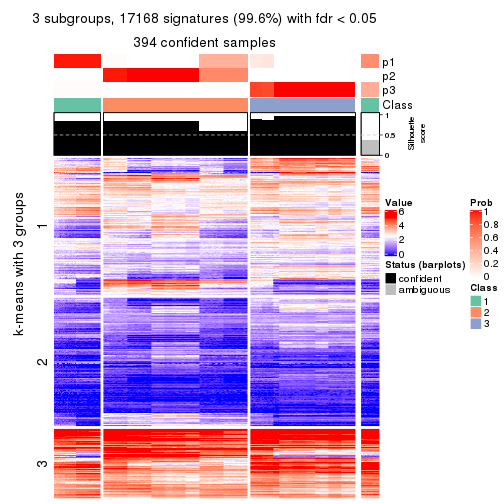 3 subgroups, 17168 signatures (99.6%) with fdr < 0.05
394 confident samples
p1
p2
p3
Class
1
0.5
0
Silhouette
score
k-means with 3 groups
1
2
3
Value
6
4
2
0
Status (barplots)
confident
ambiguous
Prob
1
0.8
0.6
0.4
0.2
0
Class
1
2
3